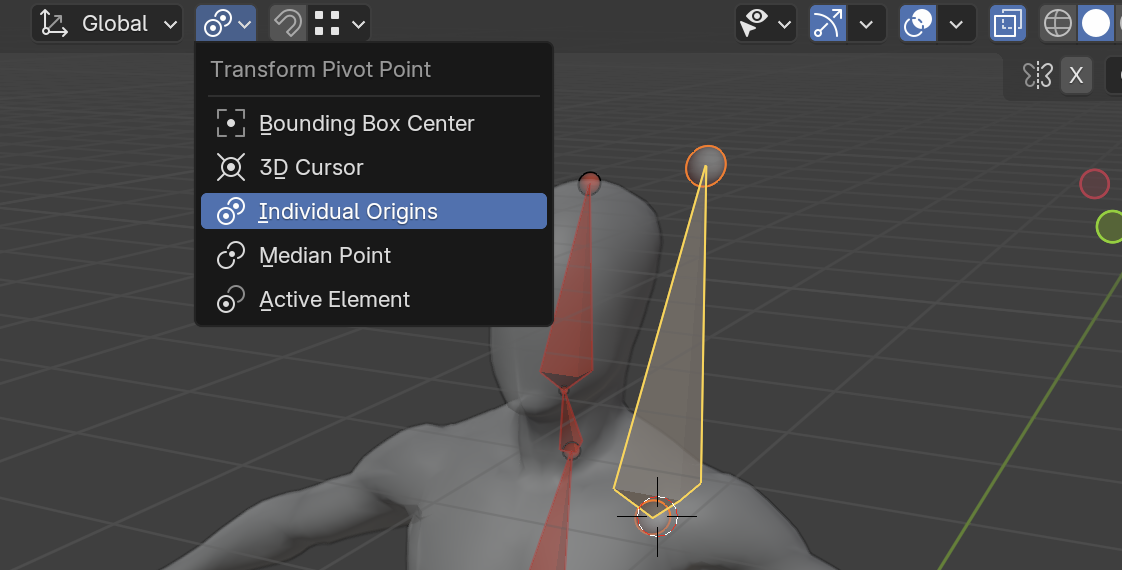 Global
Transform Pivot Point
Bounding Box Center
3D Cursor
Individual Origins
Median Point
Active Element
X